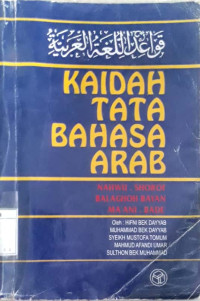 قواعد اللغة العربية
KAIDAH
TATA
BAHASA
ARAB
NAHWU . SHOROF
BALAGHOH BAYAN
MA'ANI . BADI'
Oleh : HIFNI BEK DAYYAB
MUHAMMAD BEK DAYYAB
SYEIKH MUSTOFA TOMUM
MAHMUD AFANDI UMAR
SULTHON BEK MUHAMMAD